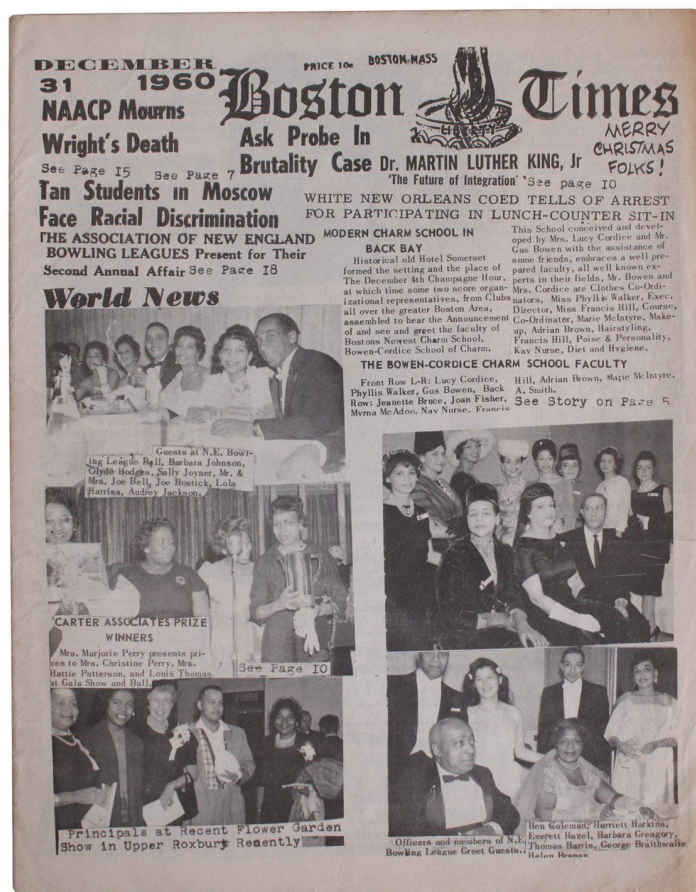 DECEMBER
31 1960
PRICE 10c
BOSTON-MASS
Boston Times
LIBERTY
MERRY
CHRISTMAS
FOLKS!
NAACP Mourns
Wright's Death
See Page 15
Ask Probe In
Brutality Case
See Page 7
Dr. MARTIN LUTHER KING, Jr
'The Future of Integration' 'See page 10
Tan Students in Moscow
Face Racial Discrimination
WHITE NEW ORLEANS COED TELLS OF ARREST
FOR PARTICIPATING IN LUNCH-COUNTER SIT-IN
THE ASSOCIATION OF NEW ENGLAND
BOWLING LEAGUES Present for Their
Second Annual Affair See Page 18
World News
MODERN CHARM SCHOOL IN
BACK BAY
Historical old Hotel Somerset
formed the setting and the place of
The December 4th Champagne Hour,
at which time some two score organ-
izational representatives, from Clubs
all over the greater Boston Area,
assembled to hear the Announcement
of and see and greet the faculty of
Bostons Newest Charm School,
Bowen-Cordice School of Charm.
This School conceived and devel-
oped by Mrs. Lucy Cordice and Mr.
Gus Bowen with the assistance of
some friends, embraces a well pre-
pared faculty, all well known ex-
perts in their fields, Mr. Bowen and
Mrs. Cordice are Clothes Co-Ordi-
nators, Miss Phyllis Walker, Exec.
Director, Miss Francis Hill, Course,
Co-Ordinator, Marie McIntyre, Make-
up, Adrian Brown, Hairstyling,
Francis Hill, Poise & Personality,
Kay Nurse, Diet and Hygiene.
THE BOWEN-CORDICE CHARM SCHOOL FACULTY
Front Row L-R: Lucy Cordice,
Phyllis Walker, Gus Bowen, Back
Row: Jeanette Bruce, Joan Fisher,
Myrna McAdoo, Nay Nurse, Francis
Hill, Adrian Brown, Marie McIntyre,
A. Smith.
See Story on Page 5
Guests at N.E. Bowl-
ing League Ball, Barbara Johnson,
Clyde Hodges, Sally Joyner, Mr. &
Mrs. Joe Bell, Joe Bostick, Lola
Harriss, Audrey Jackson.
CARTER ASSOCIATES PRIZE
WINNERS
Mrs. Marjorie Perry presents pri-
zes to Mrs. Christine Perry, Mrs.
Hattie Patterson, and Louis Thomas,
at Gala Show and Ball.
See Page 10
Principals at Recent Flower Garden
Show in Upper Roxbury Recently
Officers and members of N.E.
Bowling League Greet Guests..
Ben Coleman, Harriett Harkins,
Everett Hazel, Barbara Greagory,
Thomas Harris, George Braithwaite
Helen Branan